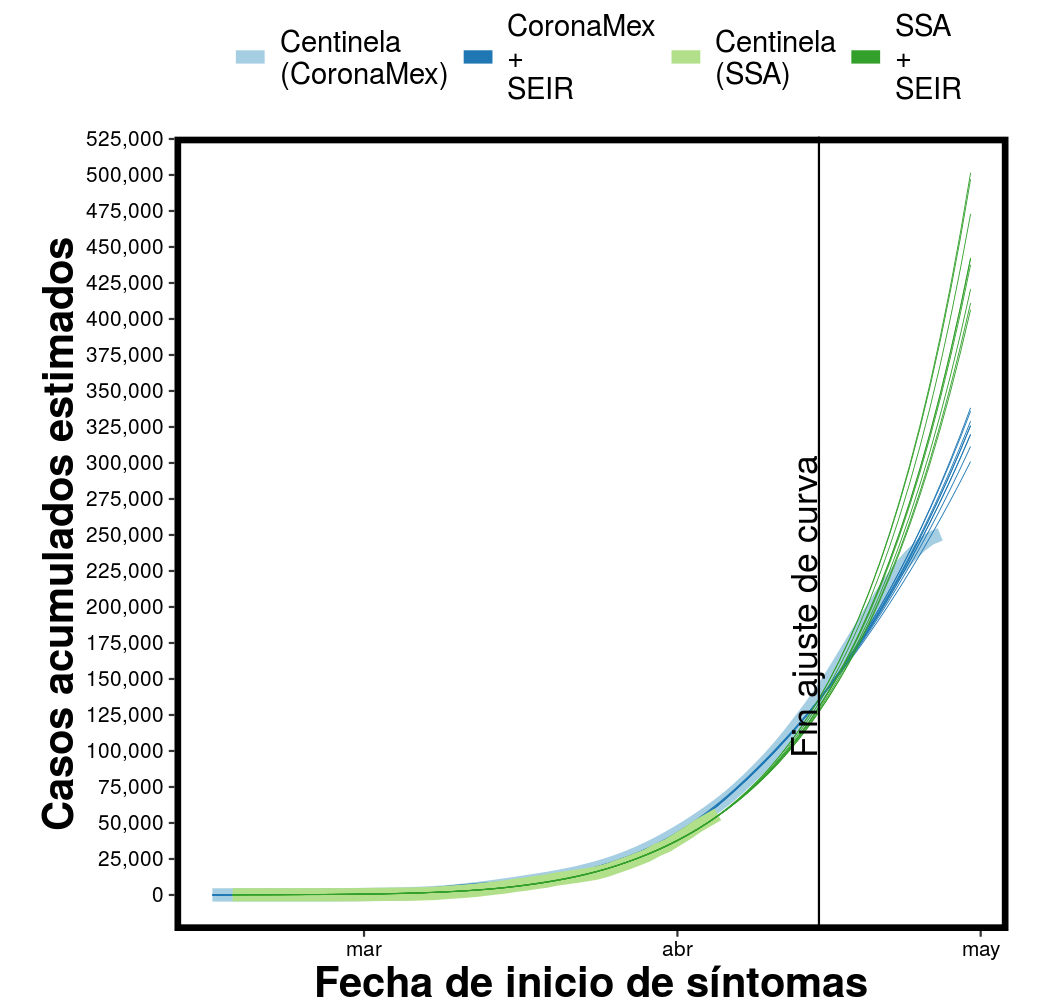 Centinela
(CoronaMex)
CoronaMex
+
SEIR
Centinela
(SSA)
SSA
+
SEIR
Casos acumulados estimados
525,000
500,000
475,000
450,000
425,000
400,000
375,000
350,000
325,000
300,000
275,000
250,000
225,000
200,000
175,000
150,000
125,000
100,000
75,000
50,000
25,000
0
Fin ajuste de curva
mar
abr
may
Fecha de inicio de síntomas